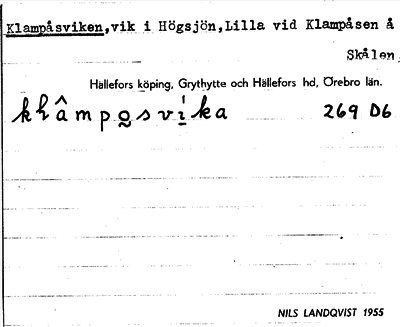 Klampåsviken,vik i Högsjön,Lilla vid Klampåsen å
Skålen.
Hällefors köping, Grythytte och Hällefors hd, Örebro län.
269 D6
NILS LANDQVIST 1955